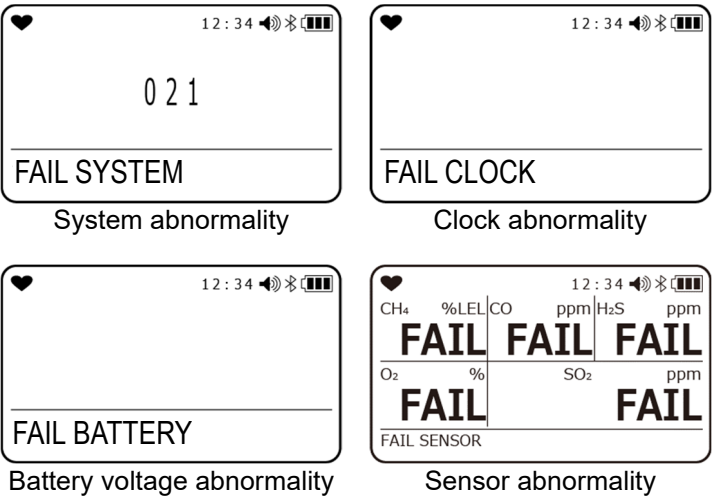 12:34
021
FAIL SYSTEM
System abnormality
12:34
FAIL CLOCK
Clock abnormality
12:34
FAIL BATTERY
Battery voltage abnormality
12:34
CH₄ %LEL CO ppm H₂S ppm
FAIL FAIL FAIL
O₂ % SO₂ ppm
FAIL FAIL
FAIL SENSOR
Sensor abnormality